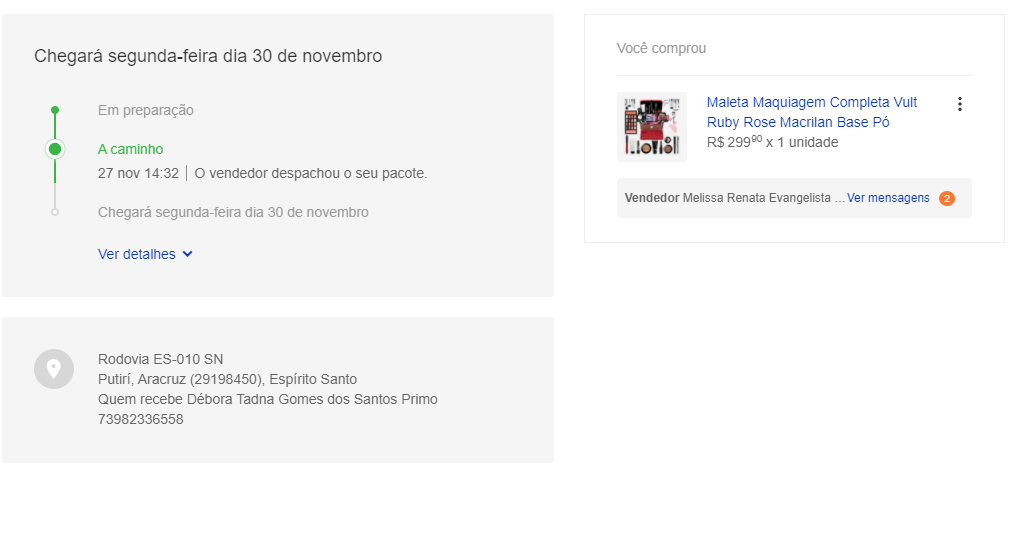 Chegará segunda-feira dia 30 de novembro
Em preparação
A caminho
27 nov 14:32 | O vendedor despachou o seu pacote.
Chegará segunda-feira dia 30 de novembro
Ver detalhes
Rodovia ES-010 SN
Putirí, Aracruz (29198450), Espírito Santo
Quem recebe Débora Tadna Gomes dos Santos Primo
73982336558
Você comprou
Maleta Maquiagem Completa Vult
Ruby Rose Macrilan Base Pó
R$ 299⁹⁰ x 1 unidade
Vendedor Melissa Renata Evangelista ... Ver mensagens 2